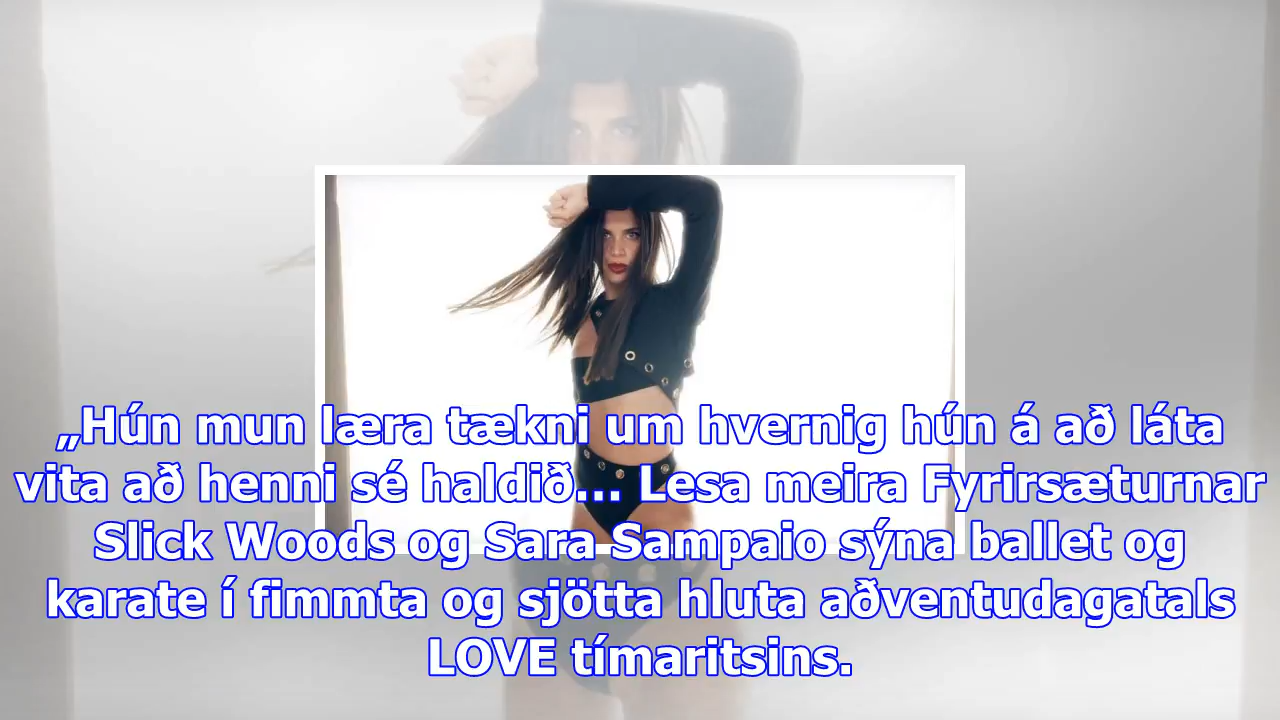 „Hún mun læra tækni um hvernig hún á að láta
vita að henni sé haldið... Lesa meira Fyrirsæturnar
Slick Woods og Sara Sampaio sýna ballet og
karate í fimmta og sjötta hluta aðventudagatals
LOVE tímaritsins.